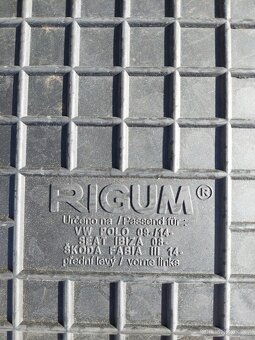 RIGUM®
Určeno na / Passend für :
VW POLO 09-/14-
SEAT IBIZA 08-
ŠKODA FABIA III 14-
přední levý / vorne links